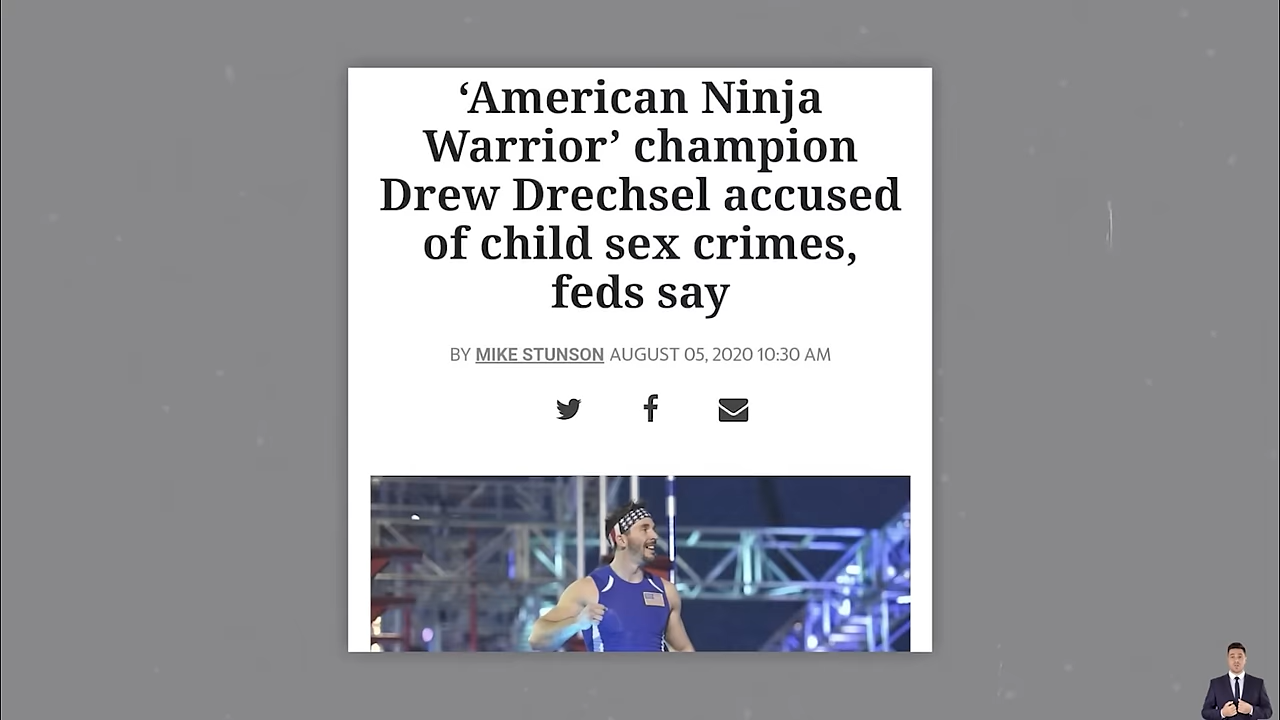 ‘American Ninja
Warrior’ champion
Drew Drechsel accused
of child sex crimes,
feds say
BY MIKE STUNSON AUGUST 05, 2020 10:30 AM